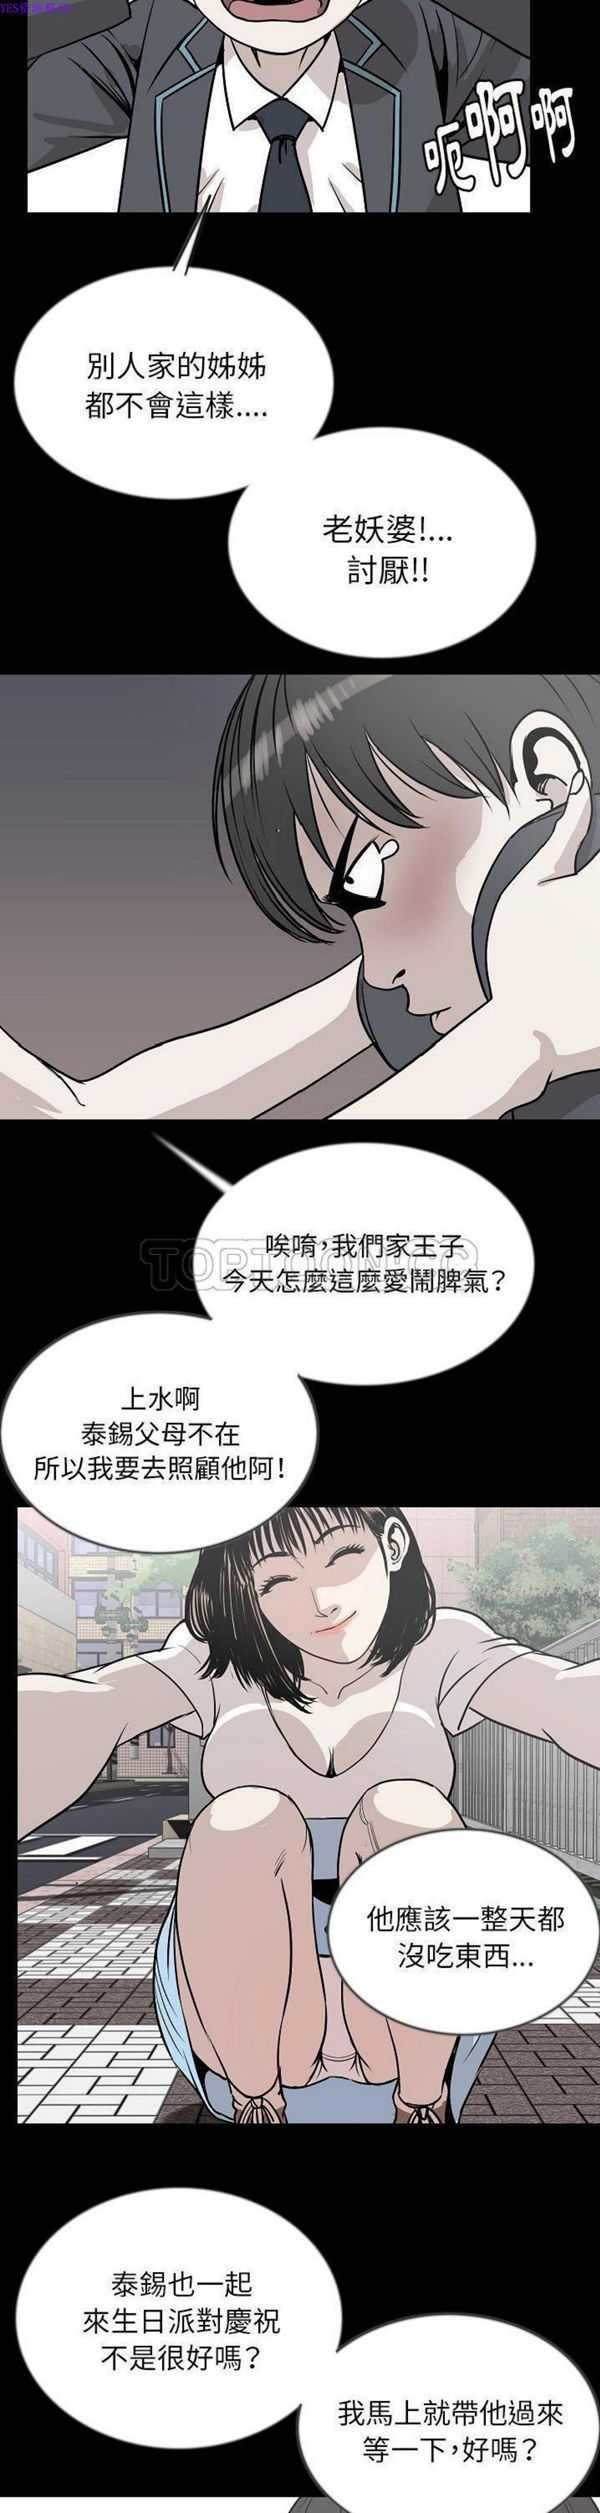 YES
呃啊啊
別人家的姊姊
都不會這樣....
老妖婆!...
討厭!!
唉唷,我們家王子
今天怎麼這麼愛鬧脾氣?
TOPTOON.CC
上水啊
泰錫父母不在
所以我要去照顧他阿!
他應該一整天都
沒吃東西...
泰錫也一起
來生日派對慶祝
不是很好嗎?
我馬上就帶他過來
等一下,好嗎?